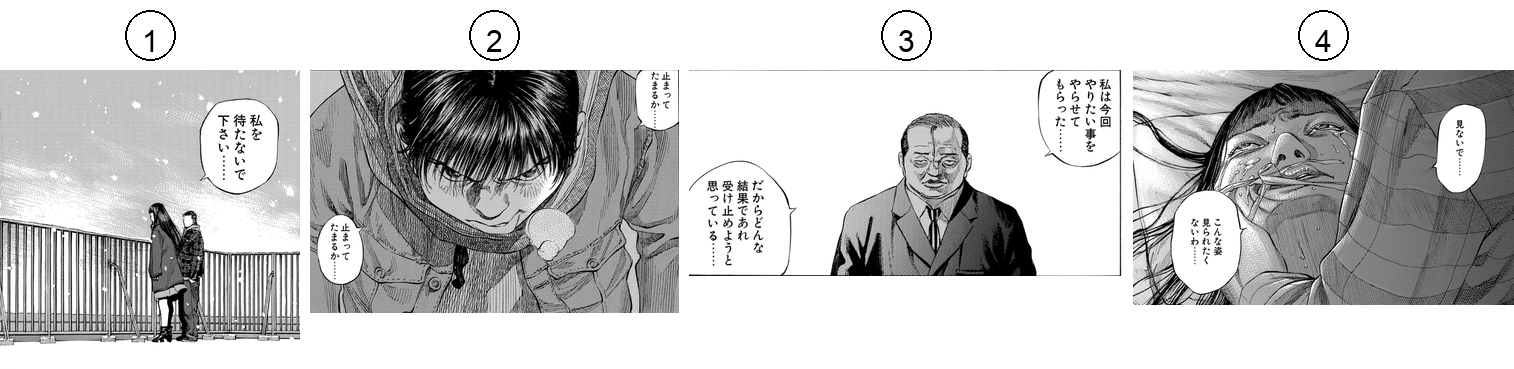 1
私を
待たないで
下さい……
2
止まって
たまるか…
止まって
たまるか……
3
私は今回
やりたい事を
やらせて
もらった……
だからどんな
結果であれ
受け止めようと
思っている……
4
見ないで……
こんな姿
見られたく
ないわ……